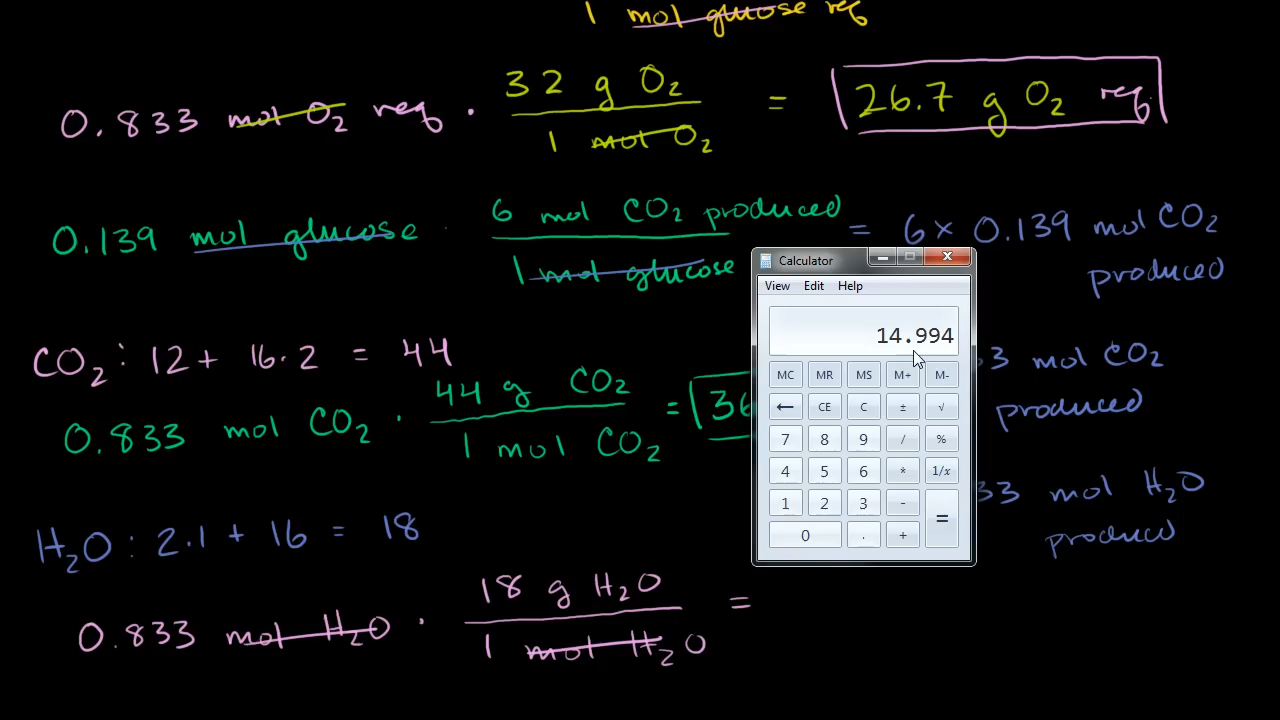 1 mol glucose req
0.833 mol O2 req · 32 g O2 / 1 mol O2 = 26.7 g O2 req
0.139 mol glucose · 6 mol CO2 produced / 1 mol glucose = 6 × 0.139 mol CO2 produced
CO2 : 12 + 16·2 = 44
3 mol CO2 produced
0.833 mol CO2 · 44 g CO2 / 1 mol CO2 = 36
33 mol H2O produced
H2O : 2·1 + 16 = 18
0.833 mol H2O · 18 g H2O / 1 mol H2O =
Calculator
View Edit Help
14.994
MC MR MS M+ M-
← CE C ± √
7 8 9 / %
4 5 6 * 1/x
1 2 3 - =
0 . +